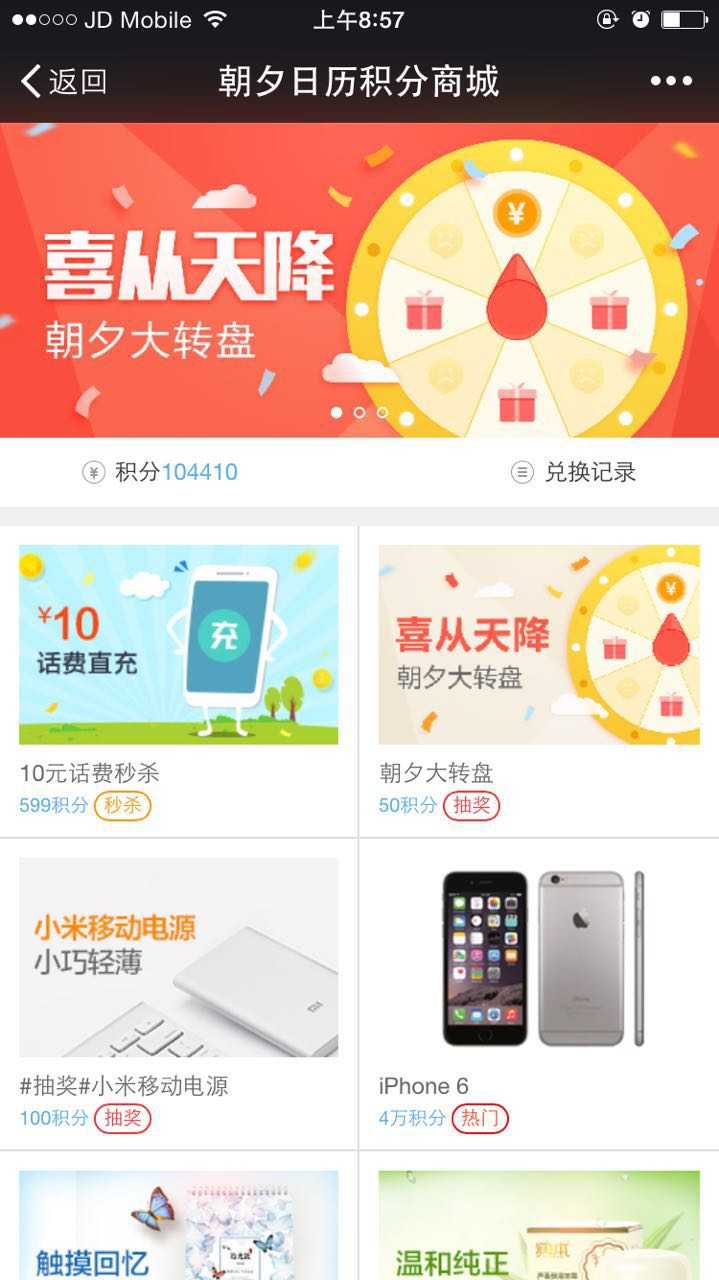 JD Mobile
上午8:57
返回
朝夕日历积分商城
喜从天降
朝夕大转盘
¥
¥ 积分104410
兑换记录
¥10
话费直充
充
喜从天降
朝夕大转盘
¥
10元话费秒杀
599积分 秒杀
朝夕大转盘
50积分 抽奖
小米移动电源
小巧轻薄
MI
#抽奖#小米移动电源
100积分 抽奖
iPhone 6
4万积分 热门
触摸回忆
温和纯正